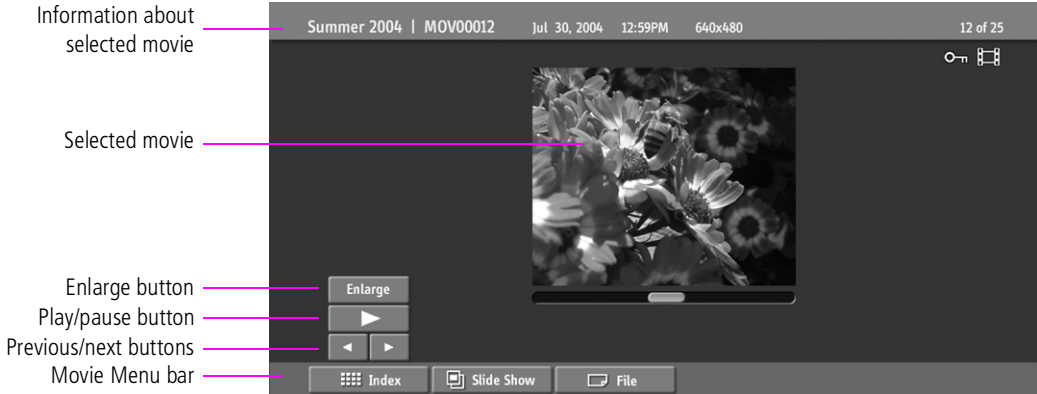 Information about
selected movie
Summer 2004 | MOV00012 Jul 30, 2004 12:59PM 640x480 12 of 25
Selected movie
Enlarge button
Enlarge
Play/pause button
Previous/next buttons
Movie Menu bar
Index Slide Show File